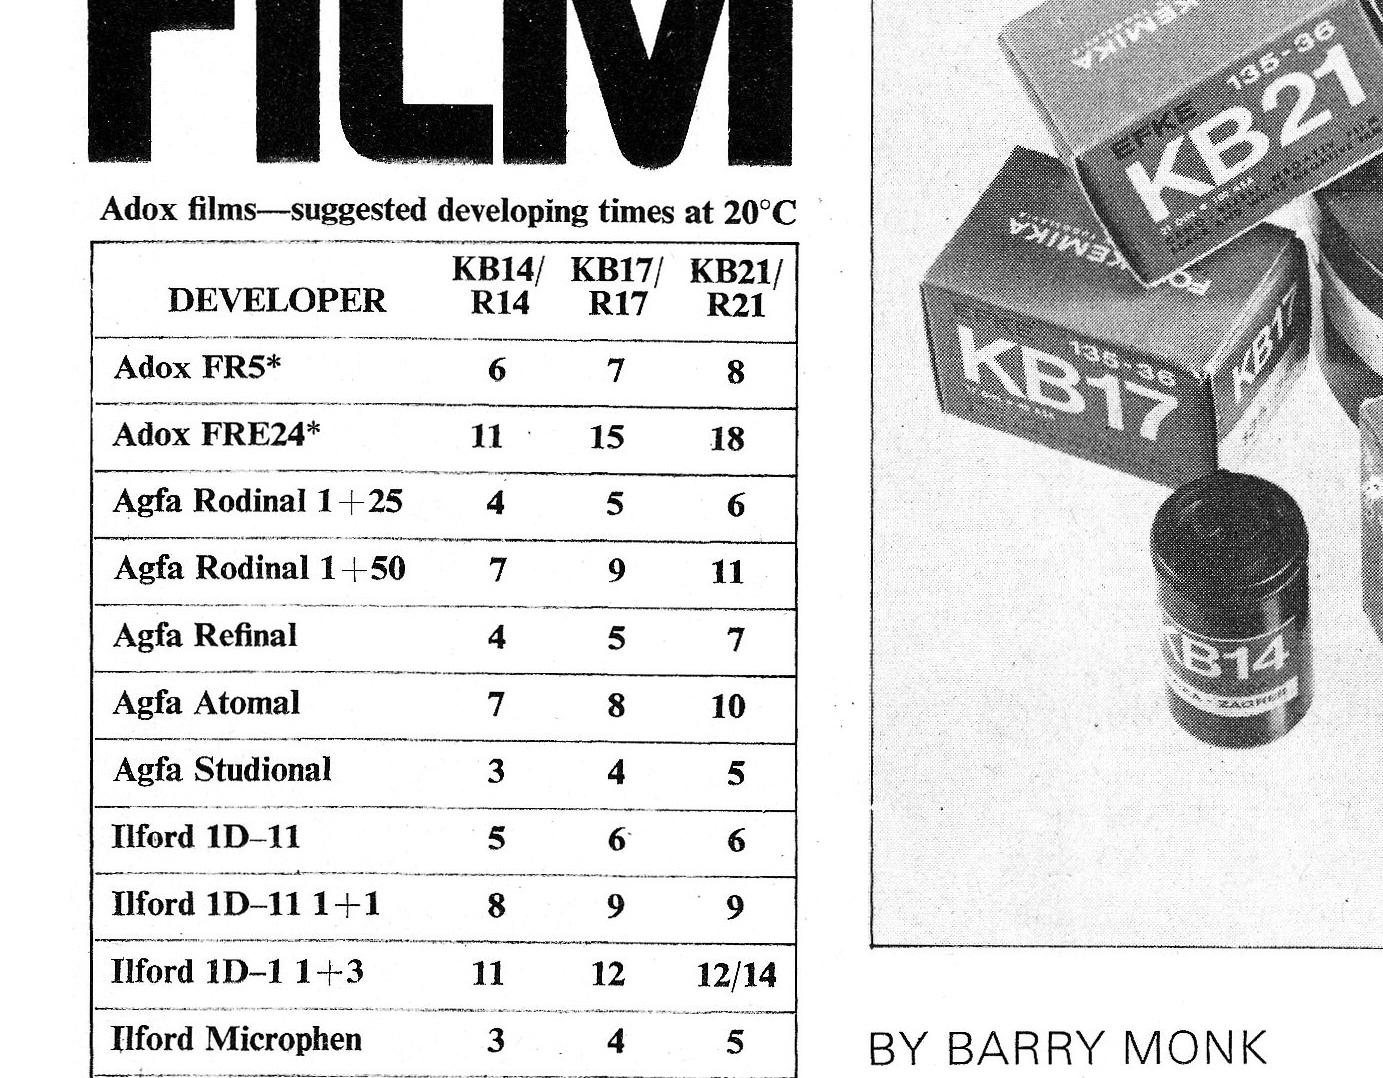 FILM
Adox films—suggested developing times at 20°C
DEVELOPER KB14/ KB17/ KB21/
R14 R17 R21
Adox FR5* 6 7 8
Adox FRE24* 11 15 18
Agfa Rodinal 1+25 4 5 6
Agfa Rodinal 1+50 7 9 11
Agfa Refinal 4 5 7
Agfa Atomal 7 8 10
Agfa Studional 3 4 5
Ilford 1D–11 5 6 6
Ilford 1D–11 1+1 8 9 9
Ilford 1D–1 1+3 11 12 12/14
Ilford Microphen 3 4 5
KEMIKA
135-36
EFKE
KB21
KEMIKA
135-36
KB17
KB17
KB14
ZAGREB
BY BARRY MONK